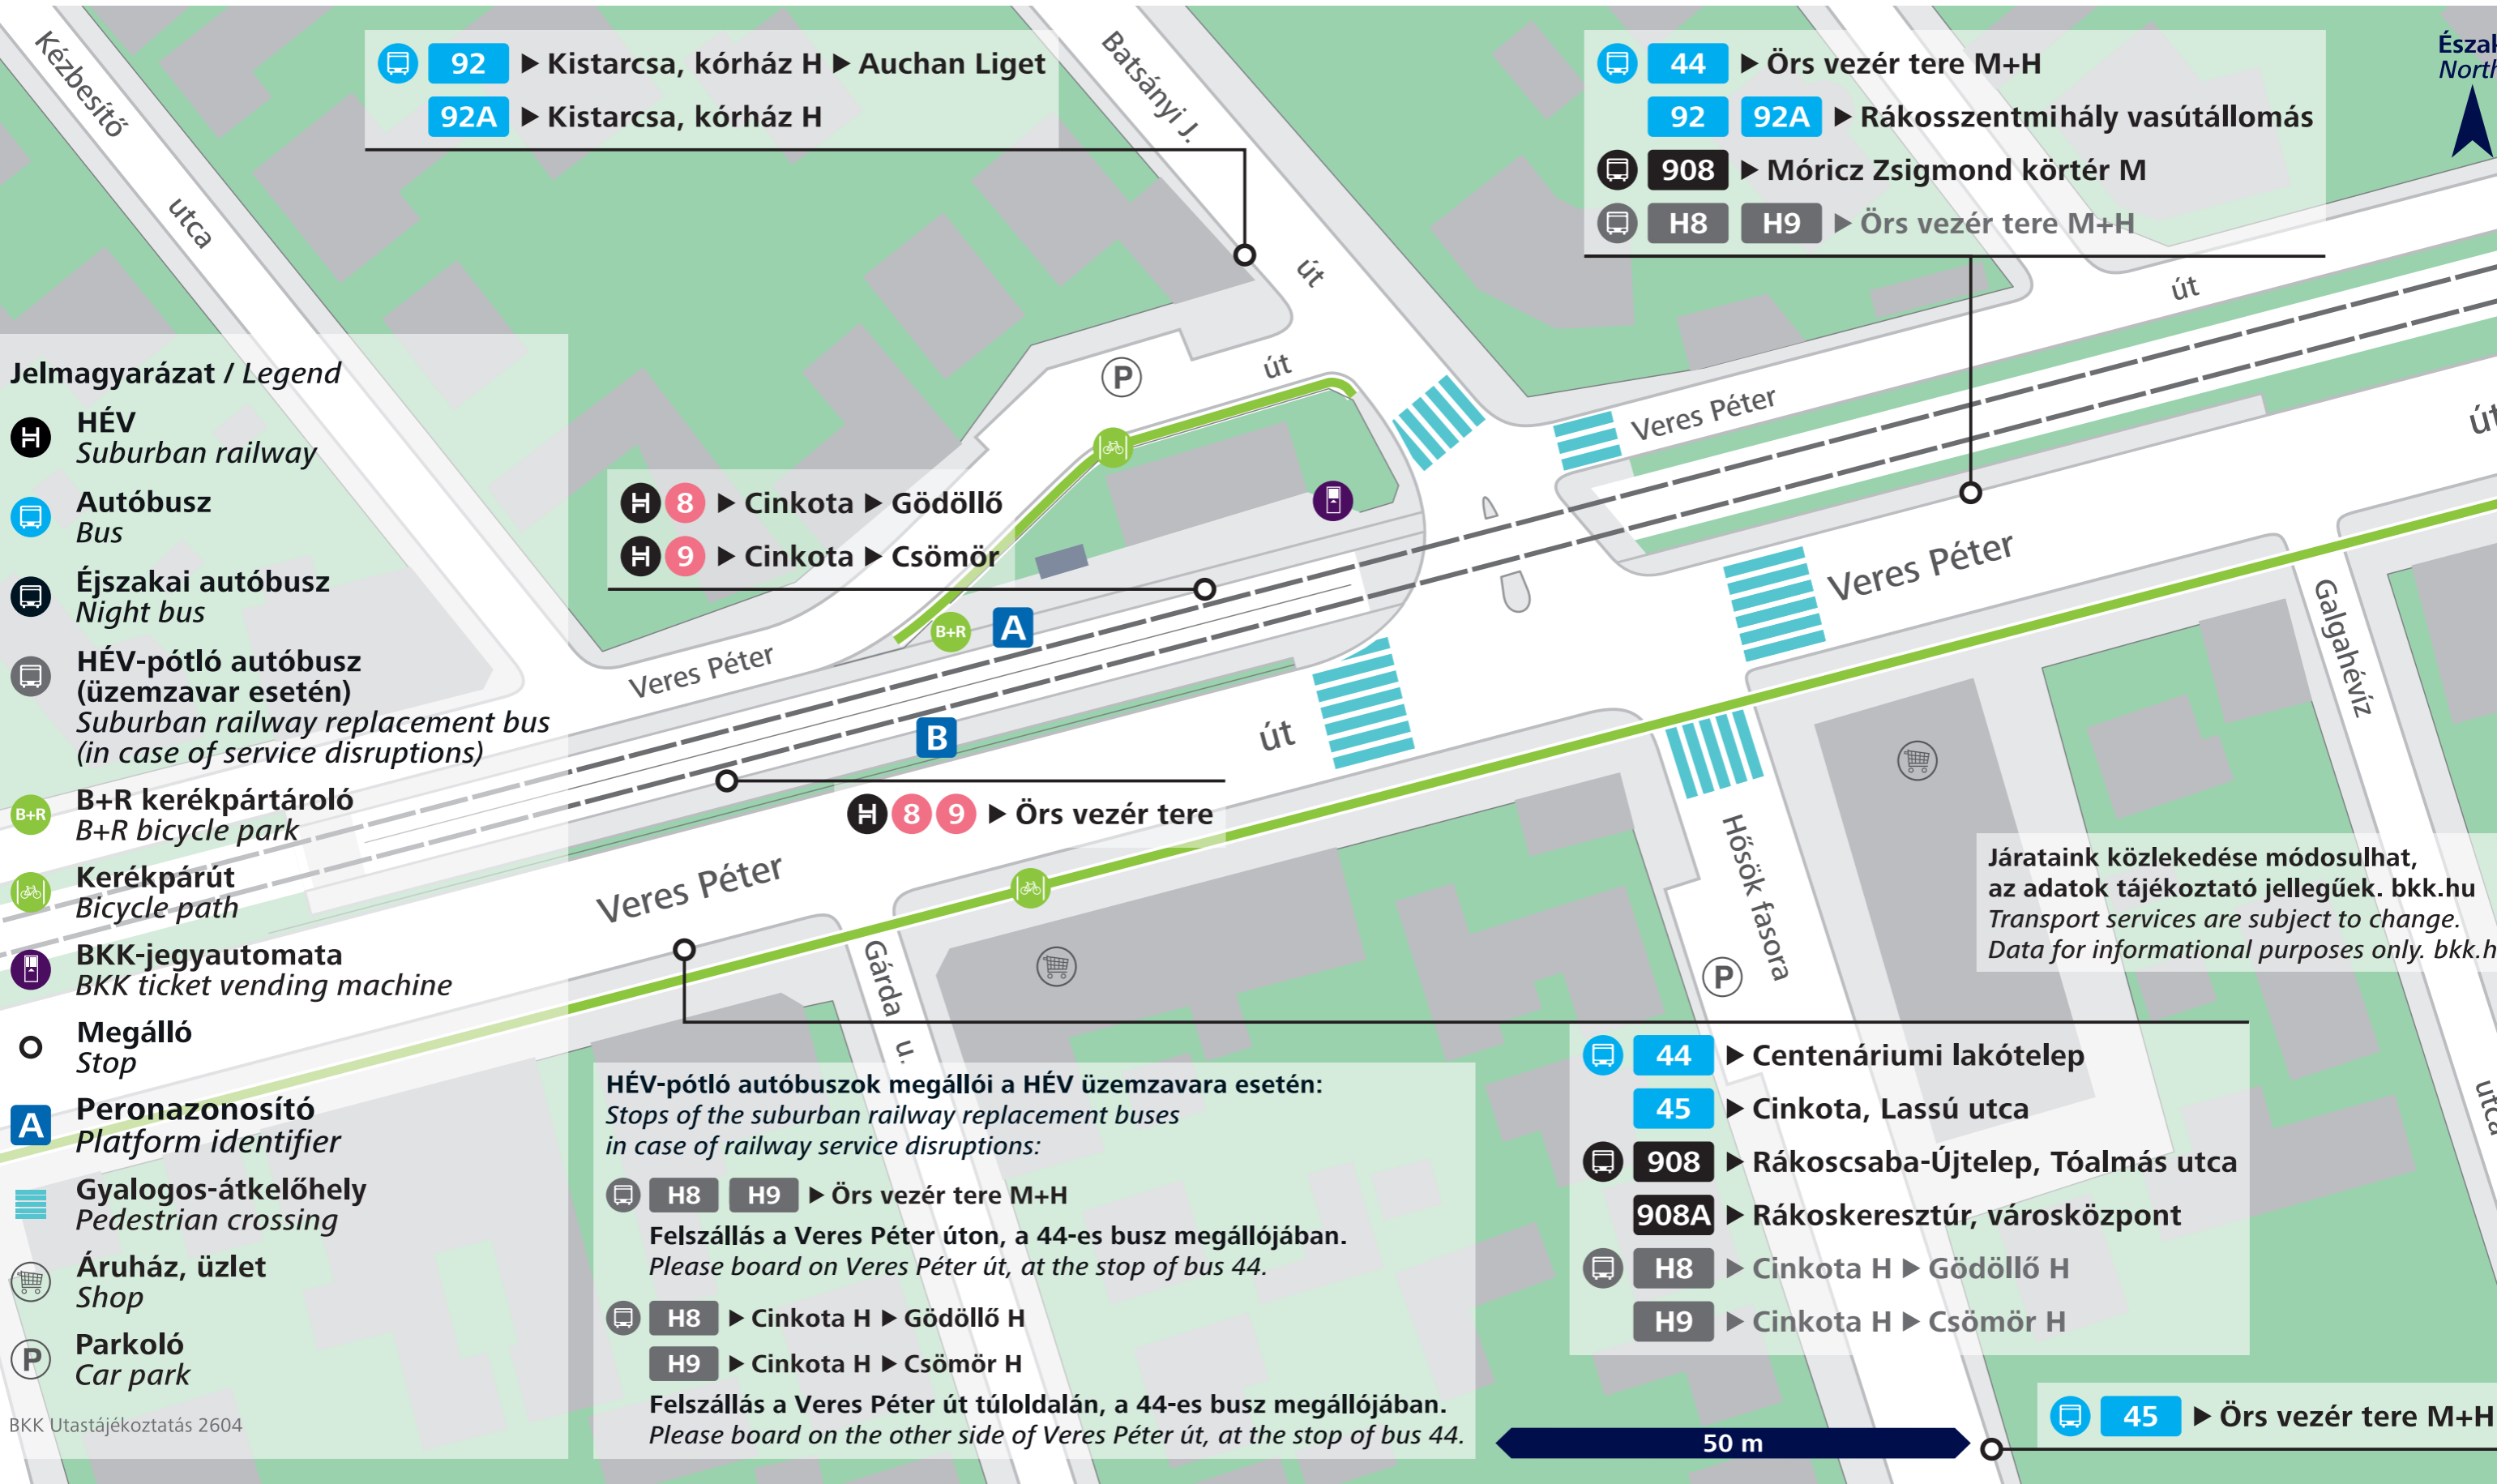 92 ▶ Kistarcsa, kórház H ▶ Auchan Liget
92A ▶ Kistarcsa, kórház H
44 ▶ Örs vezér tere M+H
92 92A ▶ Rákosszentmihály vasútállomás
908 ▶ Móricz Zsigmond körtér M
H8 H9 ▶ Örs vezér tere M+H
North
Kézbesítő
utca
Batsányi J.
út
út
út
P
Veres Péter
út
Jelmagyarázat / Legend
H HÉV
Suburban railway
Autóbusz
Bus
Éjszakai autóbusz
Night bus
HÉV-pótló autóbusz
(üzemzavar esetén)
Suburban railway replacement bus
(in case of service disruptions)
B+R B+R kerékpártároló
B+R bicycle park
Kerékpárút
Bicycle path
BKK-jegyautomata
BKK ticket vending machine
Megálló
Stop
A Peronazonosító
Platform identifier
Gyalogos-átkelőhely
Pedestrian crossing
Áruház, üzlet
Shop
P Parkoló
Car park
BKK Utastájékoztatás 2604
H 8 ▶ Cinkota ▶ Gödöllő
H 9 ▶ Cinkota ▶ Csömör
B+R
A
Veres Péter
B
út
H 8 9 ▶ Örs vezér tere
Veres Péter
Veres Péter
Galgahévíz
utca
Hősök fasora
P
Gárda u.
Járataink közlekedése módosulhat,
az adatok tájékoztató jellegűek. bkk.hu
Transport services are subject to change.
Data for informational purposes only.
HÉV-pótló autóbuszok megállói a HÉV üzemzavara esetén:
Stops of the suburban railway replacement buses
in case of railway service disruptions:
H8 H9 ▶ Örs vezér tere M+H
Felszállás a Veres Péter úton, a 44-es busz megállójában.
Please board on Veres Péter út, at the stop of bus 44.
H8 ▶ Cinkota H ▶ Gödöllő H
H9 ▶ Cinkota H ▶ Csömör H
Felszállás a Veres Péter út túloldalán, a 44-es busz megállójában.
Please board on the other side of Veres Péter út, at the stop of bus 44.
44 ▶ Centenáriumi lakótelep
45 ▶ Cinkota, Lassú utca
908 ▶ Rákoscsaba-Újtelep, Tóalmás utca
908A ▶ Rákoskeresztúr, városközpont
H8 ▶ Cinkota H ▶ Gödöllő H
H9 ▶ Cinkota H ▶ Csömör H
50 m
45 ▶ Örs vezér tere M+H